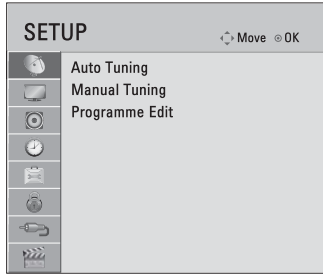 SETUP
Move OK
Auto Tuning
Manual Tuning
Programme Edit